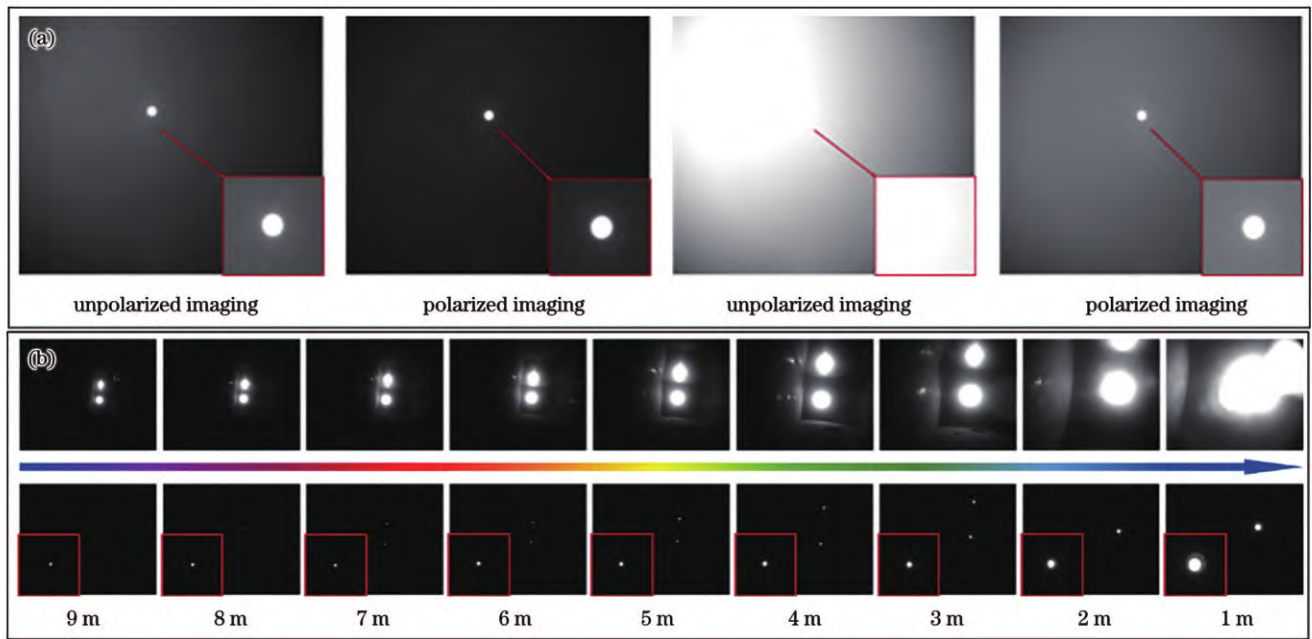 (a)
unpolarized imaging polarized imaging unpolarized imaging polarized imaging
(b)
9 m 8 m 7 m 6 m 5 m 4 m 3 m 2 m 1 m